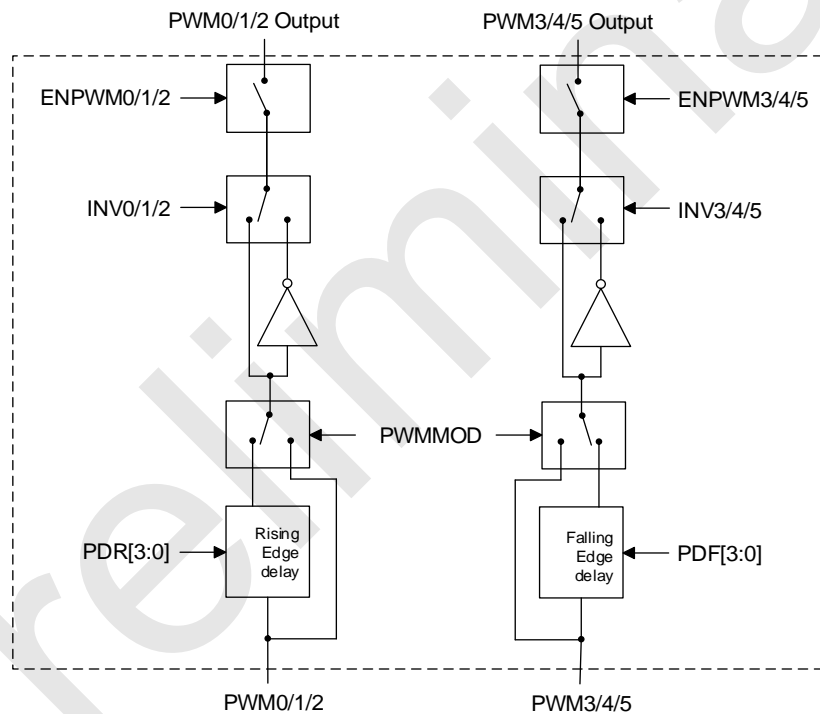 PWM0/1/2 Output PWM3/4/5 Output
ENPWM0/1/2 ENPWM3/4/5
INV0/1/2 INV3/4/5
PWMMOD
PDR[3:0] Rising Edge delay Falling Edge delay PDF[3:0]
PWM0/1/2 PWM3/4/5
relimina